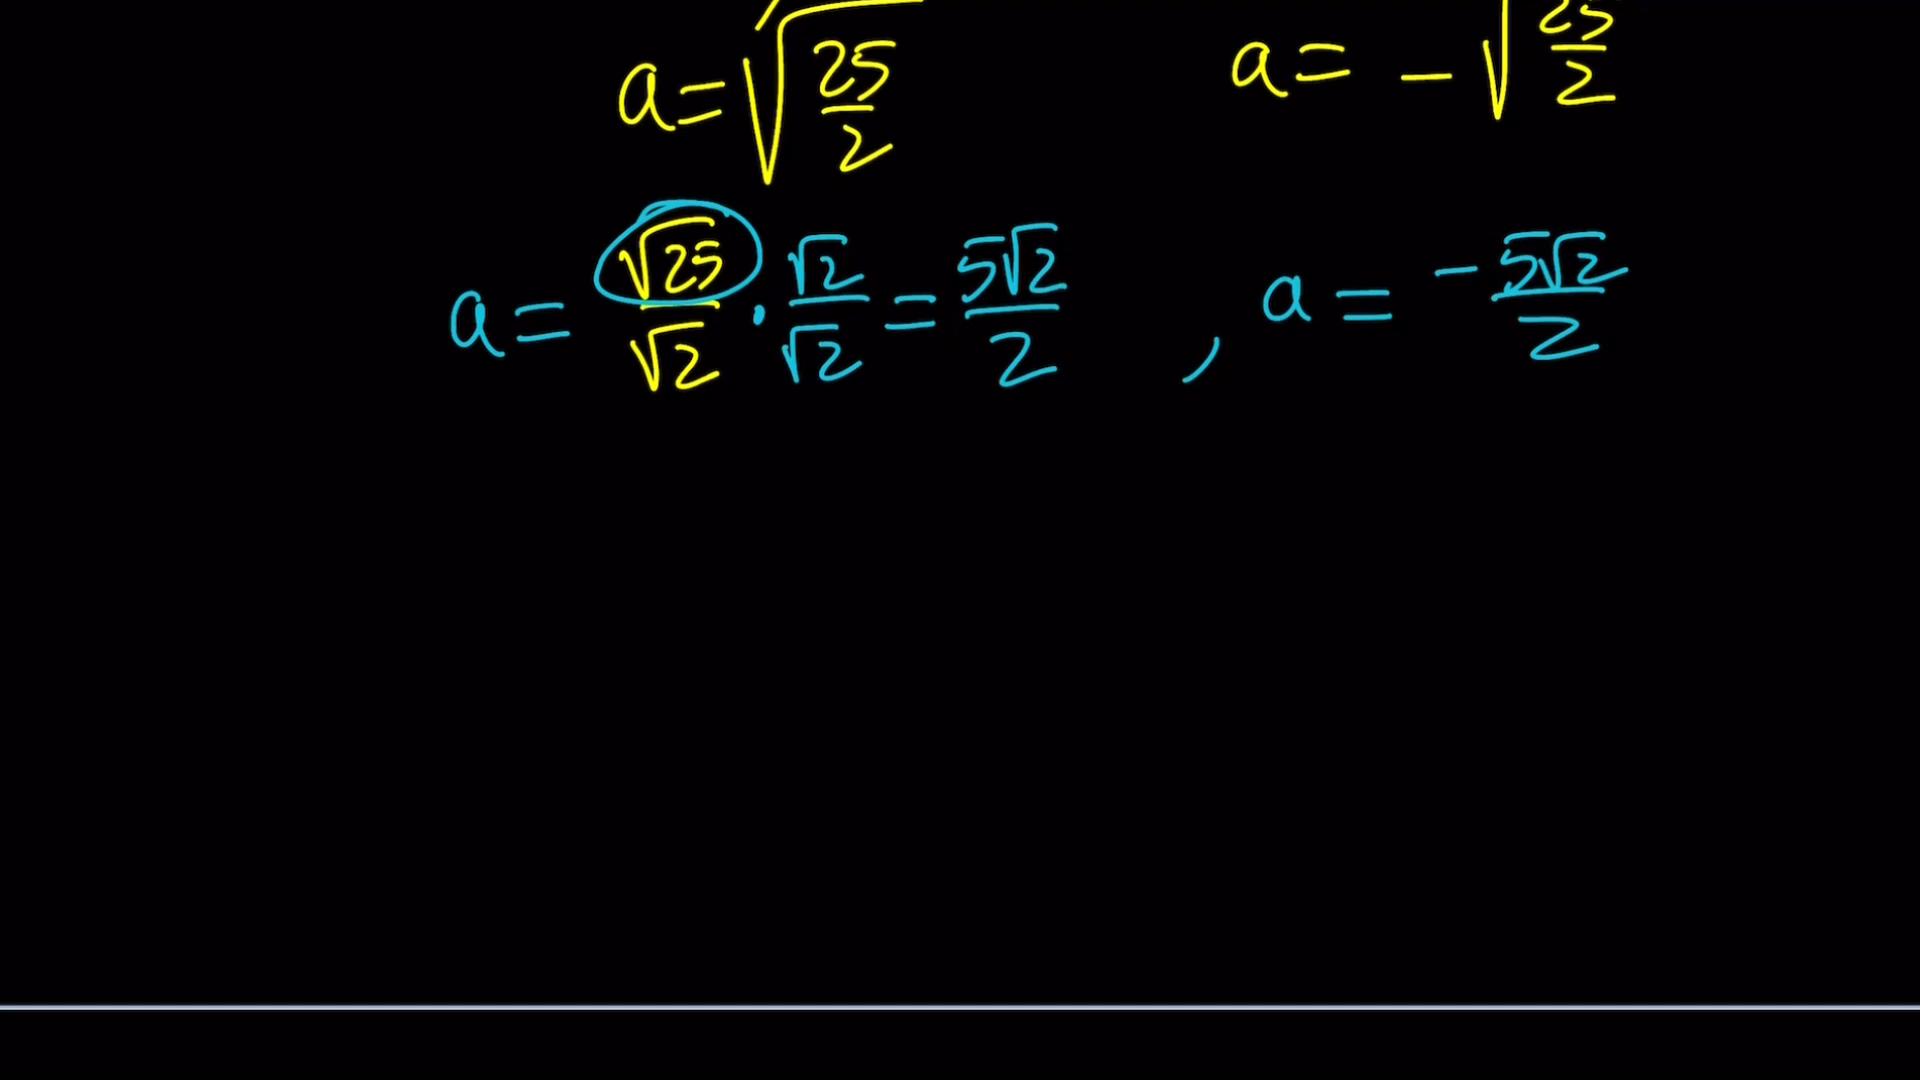 a = √(25/2) a = - √(25/2)
a = √25/√2 · √2/√2 = 5√2/2 , a = - 5√2/2